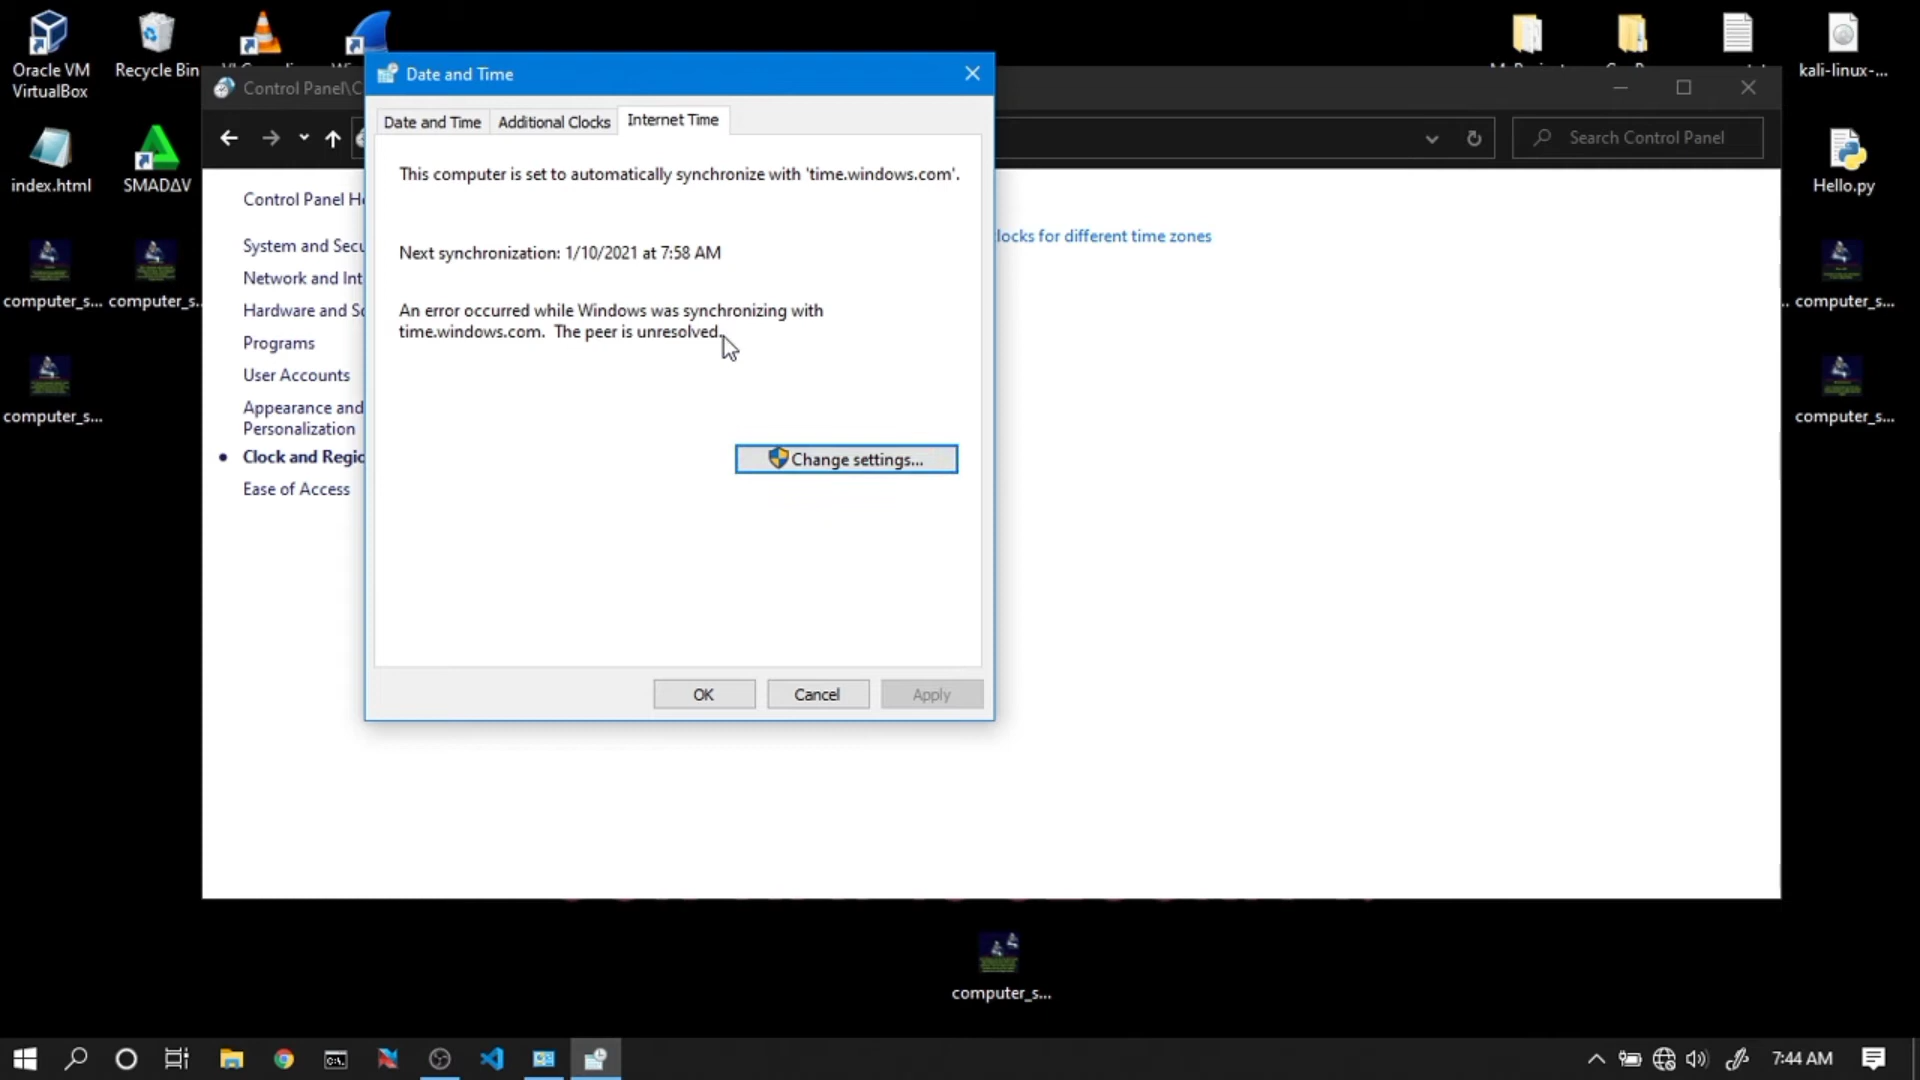 Oracle VM
VirtualBox
Recycle Bin
kali-linux-...
index.html
SMADΔV
Hello.py
computer_s...
computer_s...
computer_s...
computer_s...
computer_s...
computer_s...
Control Panel\C
Search Control Panel
Control Panel H
System and Secu
Network and Int
Hardware and So
Programs
User Accounts
Appearance and
Personalization
Clock and Regio
Ease of Access
locks for different time zones
Date and Time
Date and Time
Additional Clocks
Internet Time
This computer is set to automatically synchronize with 'time.windows.com'.
Next synchronization: 1/10/2021 at 7:58 AM
An error occurred while Windows was synchronizing with
time.windows.com.  The peer is unresolved.
Change settings...
OK
Cancel
Apply
7:44 AM